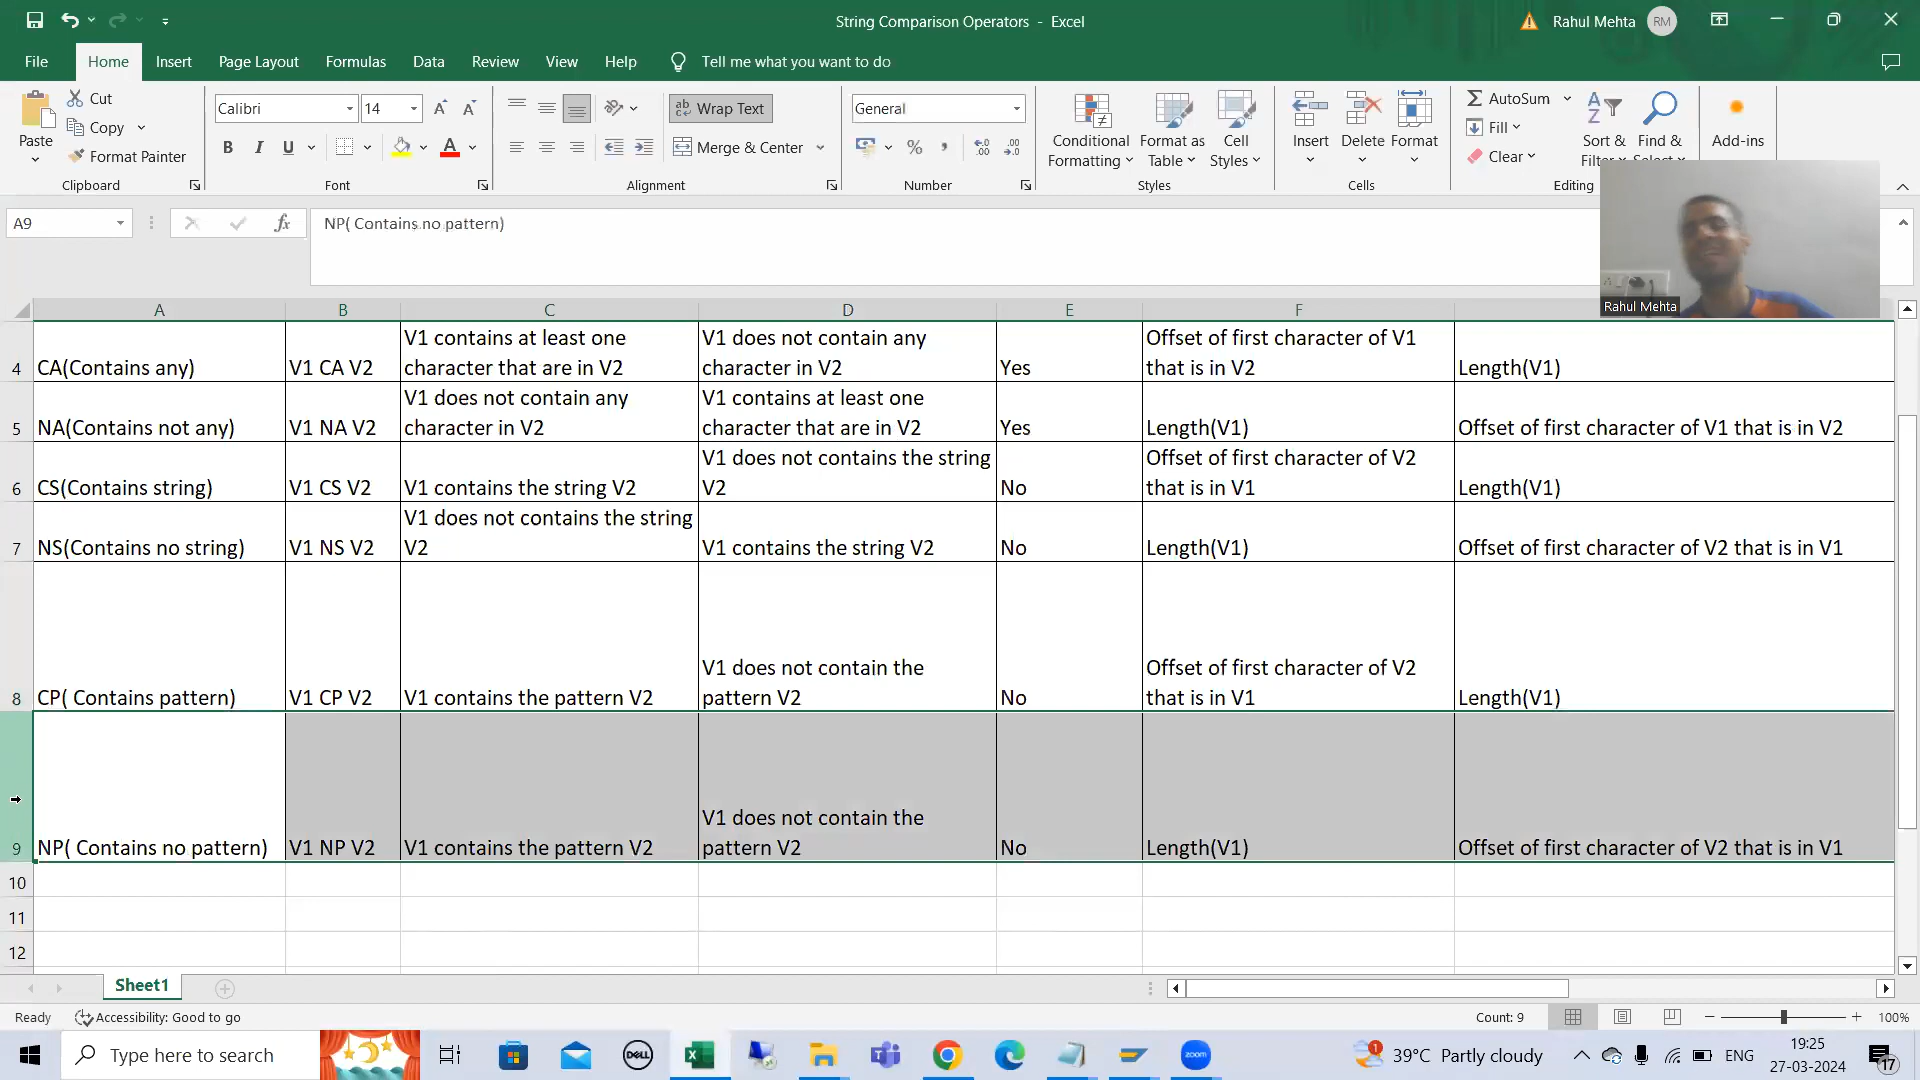 String Comparison Operators - Excel
Rahul Mehta
RM
File
Home
Insert
Page Layout
Formulas
Data
Review
View
Help
Tell me what you want to do
Paste
Cut
Copy
Format Painter
Clipboard
Calibri
14
B I U
Font
Wrap Text
Merge & Center
Alignment
General
Number
Conditional
Formatting
Format as
Table
Cell
Styles
Styles
Insert
Delete
Format
Cells
AutoSum
Fill
Clear
Sort &
Find &
Editing
Add-ins
A9
fx
NP( Contains no pattern)
Rahul Mehta
A B C D E F
4
CA(Contains any)
V1 CA V2
V1 contains at least one
character that are in V2
V1 does not contain any
character in V2
Yes
Offset of first character of V1
that is in V2
Length(V1)
5
NA(Contains not any)
V1 NA V2
V1 does not contain any
character in V2
V1 contains at least one
character that are in V2
Yes
Length(V1)
Offset of first character of V1 that is in V2
6
CS(Contains string)
V1 CS V2
V1 contains the string V2
V1 does not contains the string
V2
No
Offset of first character of V2
that is in V1
Length(V1)
7
NS(Contains no string)
V1 NS V2
V1 does not contains the string
V2
V1 contains the string V2
No
Length(V1)
Offset of first character of V2 that is in V1
8
CP( Contains pattern)
V1 CP V2
V1 contains the pattern V2
V1 does not contain the
pattern V2
No
Offset of first character of V2
that is in V1
Length(V1)
9
NP( Contains no pattern)
V1 NP V2
V1 contains the pattern V2
V1 does not contain the
pattern V2
No
Length(V1)
Offset of first character of V2 that is in V1
10
11
12
Sheet1
Ready
Accessibility: Good to go
Count: 9
100%
Type here to search
DELL
zoom
1
39°C Partly cloudy
ENG
19:25
27-03-2024
17